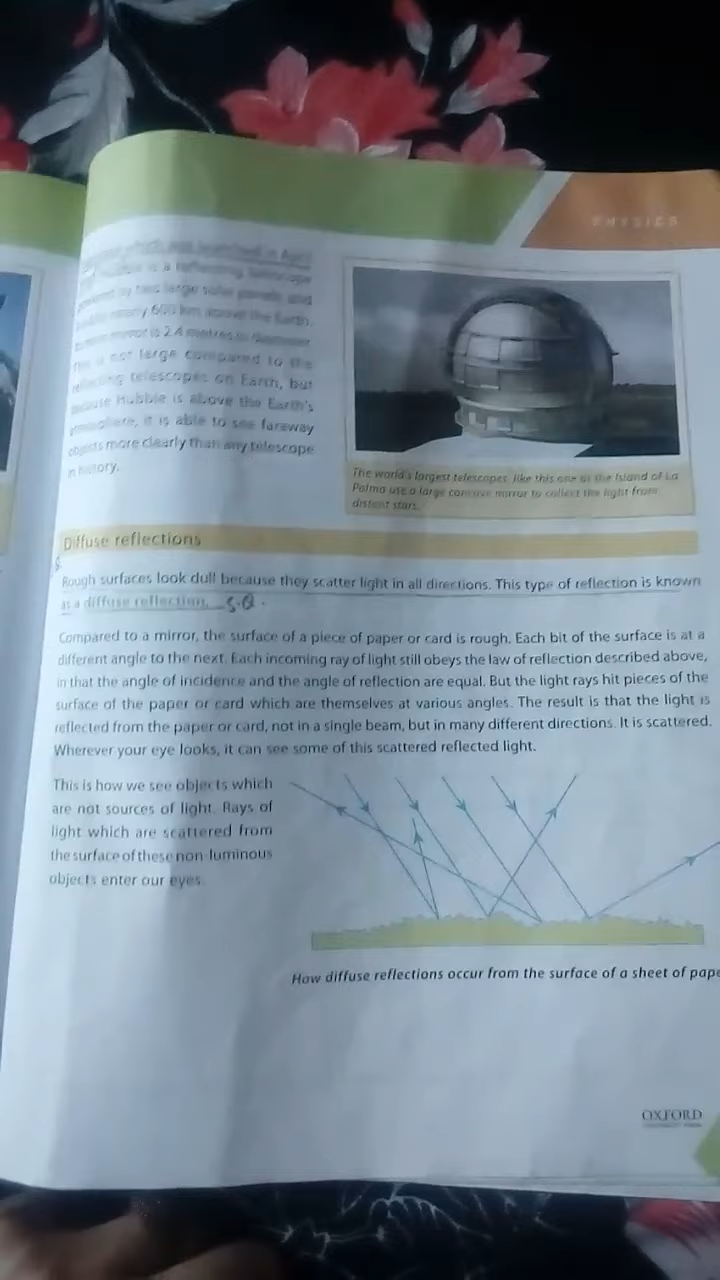 PHYSICS
which was launched in April
Hubble is a reflecting telescope
powered by two large solar panels and
nearly 600 km above the Earth.
mirror is 2.4 metres in diameter
not large compared to the
telescopes on Earth, but
Hubble is above the Earth's
it is able to see faraway
objects more clearly than any telescope
in history.
The world's largest telescopes, like this one at the Island of La
Palma use a large concave mirror to collect the light from
distant stars.
Diffuse reflections
Rough surfaces look dull because they scatter light in all directions. This type of reflection is known
as a diffuse reflection. S.Q.
Compared to a mirror, the surface of a piece of paper or card is rough. Each bit of the surface is at a
different angle to the next. Each incoming ray of light still obeys the law of reflection described above,
in that the angle of incidence and the angle of reflection are equal. But the light rays hit pieces of the
surface of the paper or card which are themselves at various angles. The result is that the light is
reflected from the paper or card, not in a single beam, but in many different directions. It is scattered.
Wherever your eye looks, it can see some of this scattered reflected light.
This is how we see objects which
are not sources of light. Rays of
light which are scattered from
the surface of these non-luminous
objects enter our eyes.
How diffuse reflections occur from the surface of a sheet of pape
OXFORD